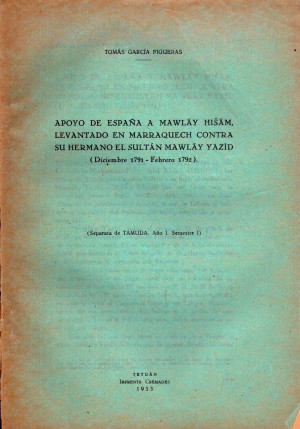 TOMÁS GARCÍA FIGUERAS
APOYO DE ESPAÑA A MAWLĀY HIŠĀM,
LEVANTADO EN MARRAQUECH CONTRA
SU HERMANO EL SULTÁN MAWLĀY YAZĪD
(Diciembre 1791 - Febrero 1792).
(Separata de TAMUDA, Año I. Semestre I)
TETUÁN
Imprenta Cremades
1953